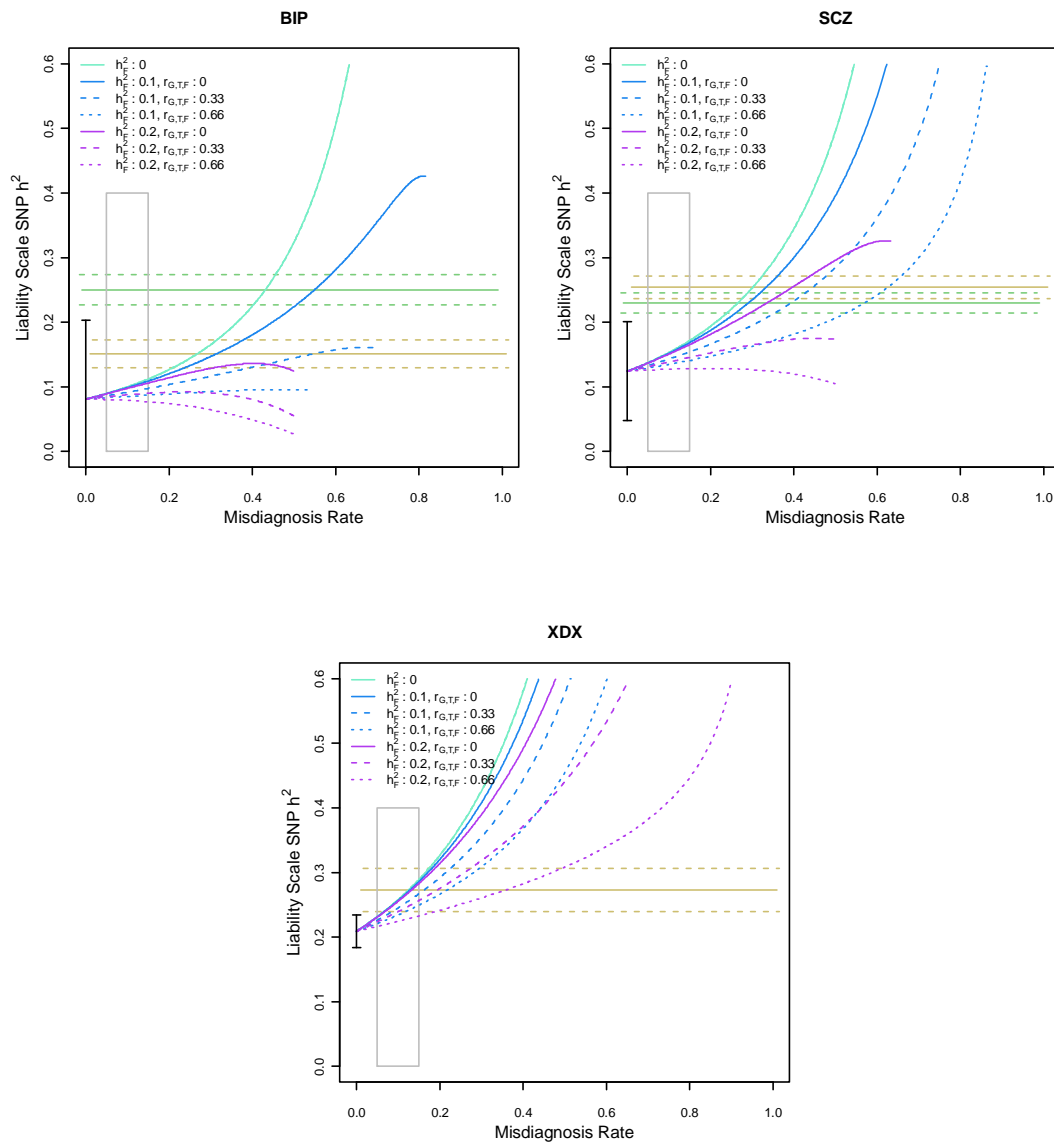 BIP
Liability Scale SNP h²
0.0 0.1 0.2 0.3 0.4 0.5 0.6
h²F : 0
h²F : 0.1, rG,T,F : 0
h²F : 0.1, rG,T,F : 0.33
h²F : 0.1, rG,T,F : 0.66
h²F : 0.2, rG,T,F : 0
h²F : 0.2, rG,T,F : 0.33
h²F : 0.2, rG,T,F : 0.66
0.0 0.2 0.4 0.6 0.8 1.0
Misdiagnosis Rate
SCZ
Liability Scale SNP h²
0.0 0.1 0.2 0.3 0.4 0.5 0.6
h²F : 0
h²F : 0.1, rG,T,F : 0
h²F : 0.1, rG,T,F : 0.33
h²F : 0.1, rG,T,F : 0.66
h²F : 0.2, rG,T,F : 0
h²F : 0.2, rG,T,F : 0.33
h²F : 0.2, rG,T,F : 0.66
0.0 0.2 0.4 0.6 0.8 1.0
Misdiagnosis Rate
XDX
Liability Scale SNP h²
0.0 0.1 0.2 0.3 0.4 0.5 0.6
h²F : 0
h²F : 0.1, rG,T,F : 0
h²F : 0.1, rG,T,F : 0.33
h²F : 0.1, rG,T,F : 0.66
h²F : 0.2, rG,T,F : 0
h²F : 0.2, rG,T,F : 0.33
h²F : 0.2, rG,T,F : 0.66
0.0 0.2 0.4 0.6 0.8 1.0
Misdiagnosis Rate